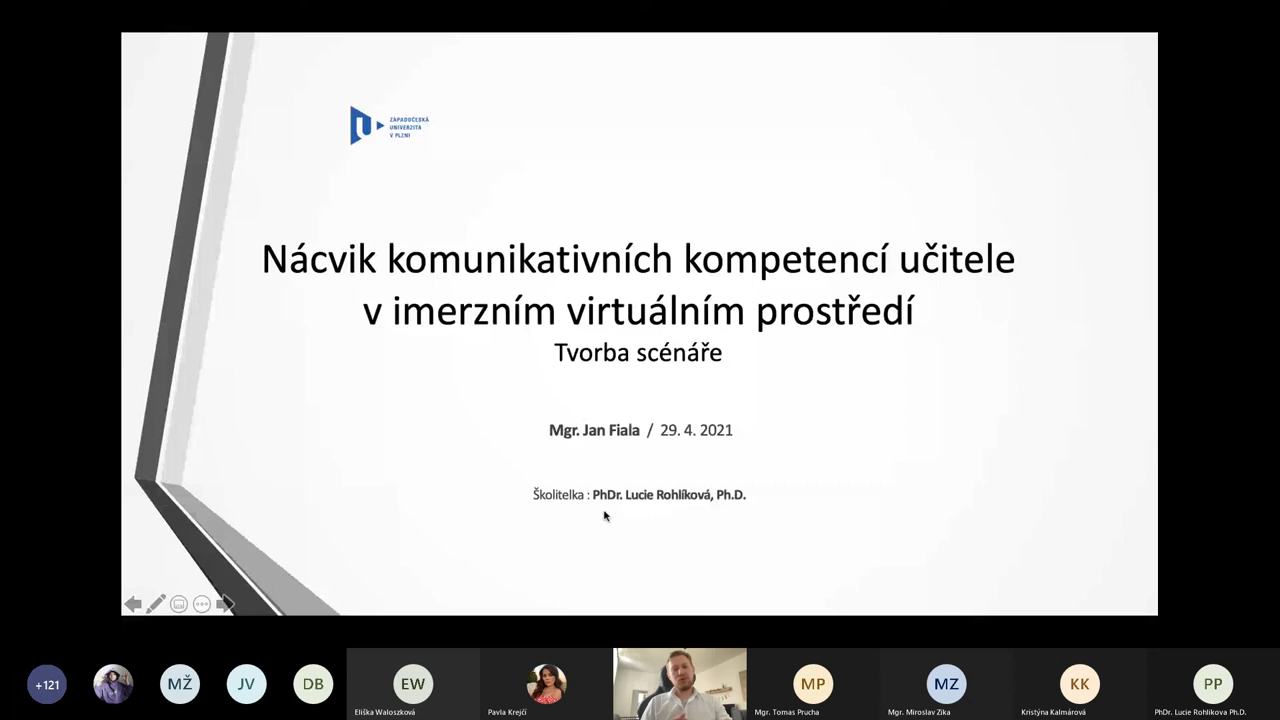 ZÁPADOČESKÁ
UNIVERZITA
V PLZNI
Nácvik komunikativních kompetencí učitele
v imerzním virtuálním prostředí
Tvorba scénáře
Mgr. Jan Fiala / 29. 4. 2021
Školitelka : PhDr. Lucie Rohlíková, Ph.D.
+121
MŽ
JV
DB
EW
MP
MZ
KK
PP
Eliška Waloszková
Pavla Krejčí
Mgr. Tomas Prucha
Mgr. Miroslav Zika
Kristýna Kalmárová
PhDr. Lucie Rohlikova Ph.D.